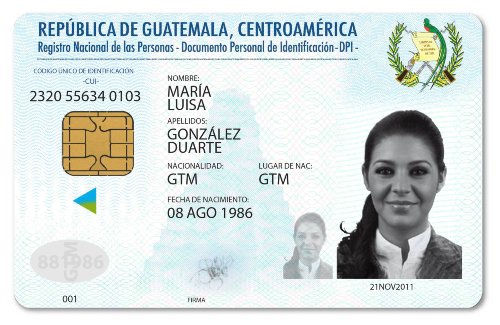 REPÚBLICA DE GUATEMALA, CENTROAMÉRICA
Registro Nacional de las Personas - Documento Personal de Identificación - DPI -
CÓDIGO ÚNICO DE IDENTIFICACIÓN
-CUI-
2320 55634 0103
NOMBRE:
MARÍA
LUISA
APELLIDOS:
GONZÁLEZ
DUARTE
NACIONALIDAD:
GTM
LUGAR DE NAC:
GTM
FECHA DE NACIMIENTO:
08 AGO 1986
GTM
001
FIRMA
21NOV2011